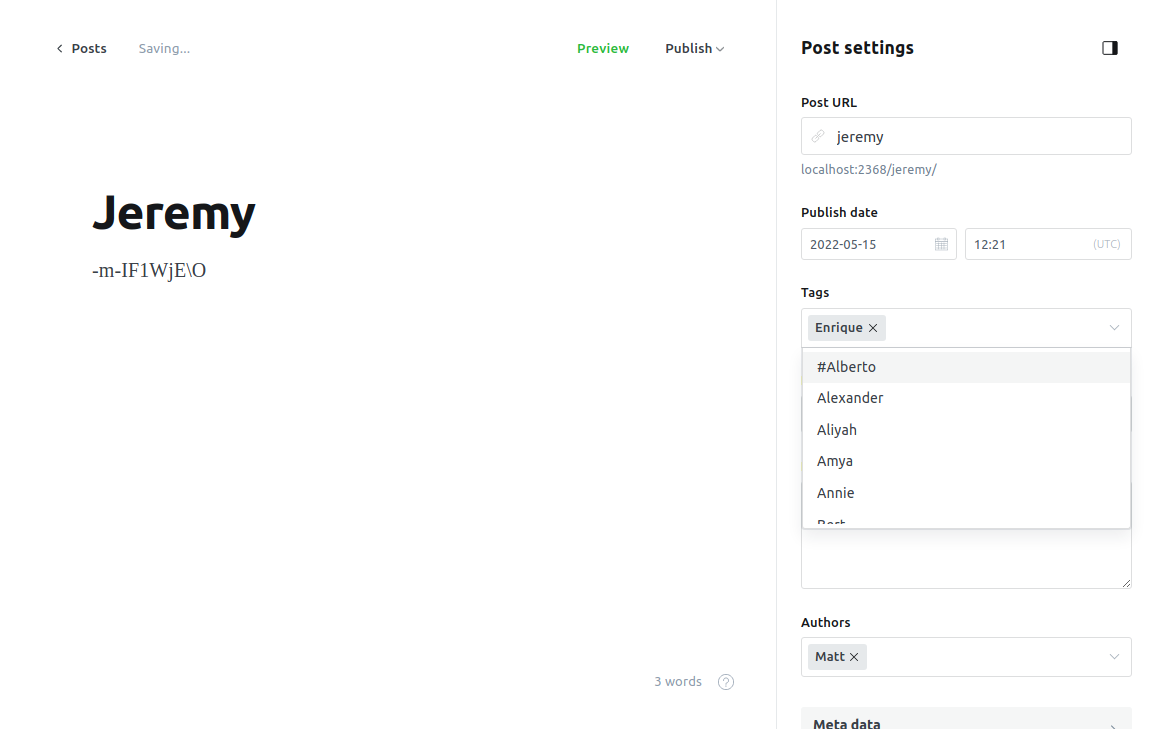 Posts Saving... Preview Publish
Jeremy
-m-IF1WjE\O
3 words
Post settings
Post URL
jeremy
localhost:2368/jeremy/
Publish date
2022-05-15 12:21 (UTC)
Tags
Enrique
#Alberto
Alexander
Aliyah
Amya
Annie
Authors
Matt
Meta data